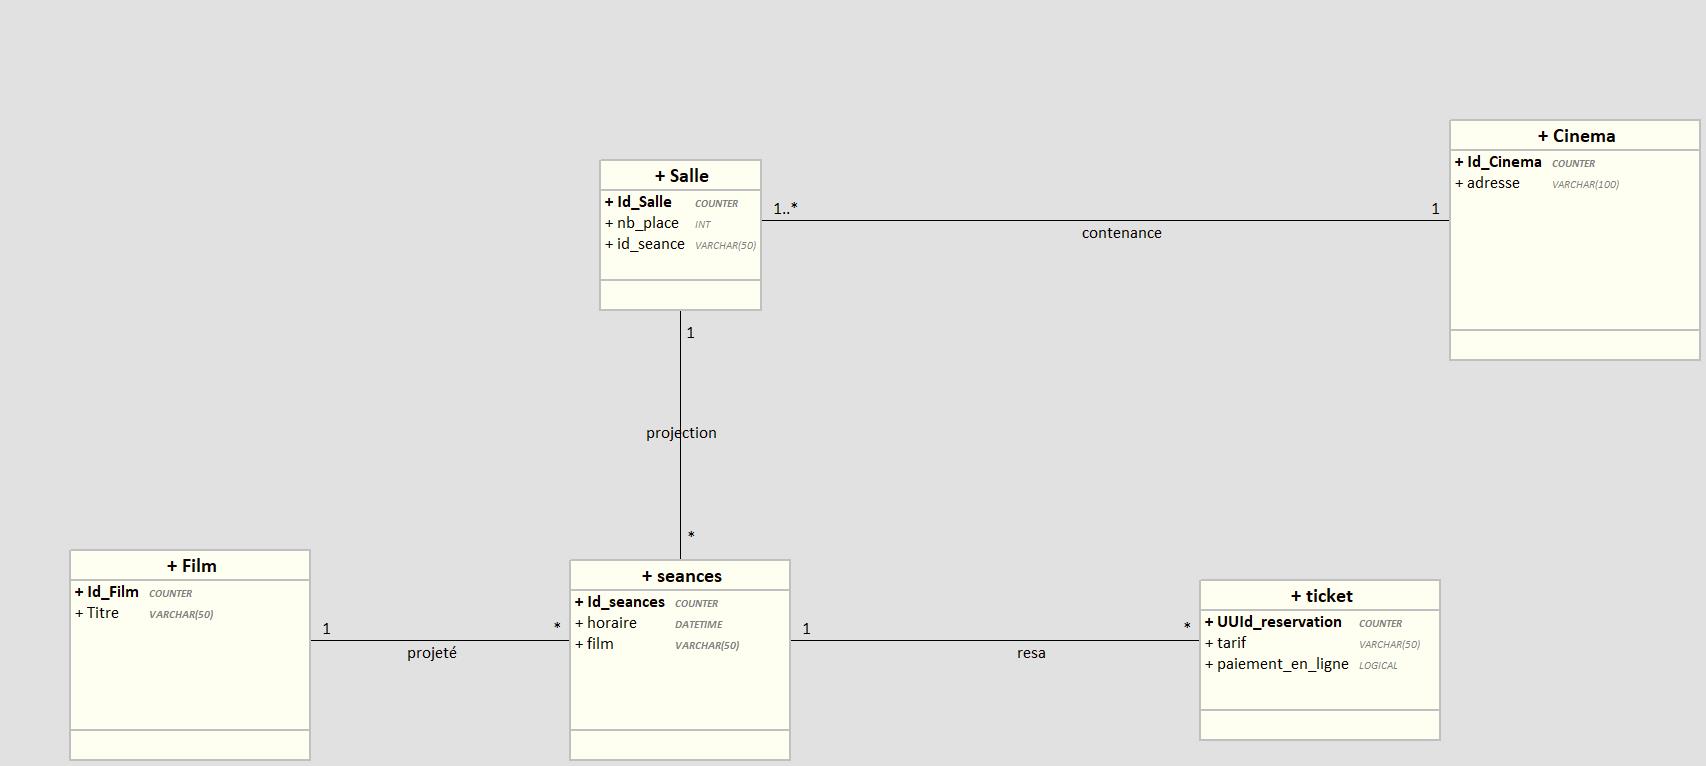 + Cinema
+ Id_Cinema COUNTER
+ adresse VARCHAR(100)
+ Salle
+ Id_Salle COUNTER
+ nb_place INT
+ id_seance VARCHAR(50)
1..*
1
contenance
1
projection
*
+ Film
+ Id_Film COUNTER
+ Titre VARCHAR(50)
1
*
projeté
+ seances
+ Id_seances COUNTER
+ horaire DATETIME
+ film VARCHAR(50)
1
*
resa
+ ticket
+ UUId_reservation COUNTER
+ tarif VARCHAR(50)
+ paiement_en_ligne LOGICAL